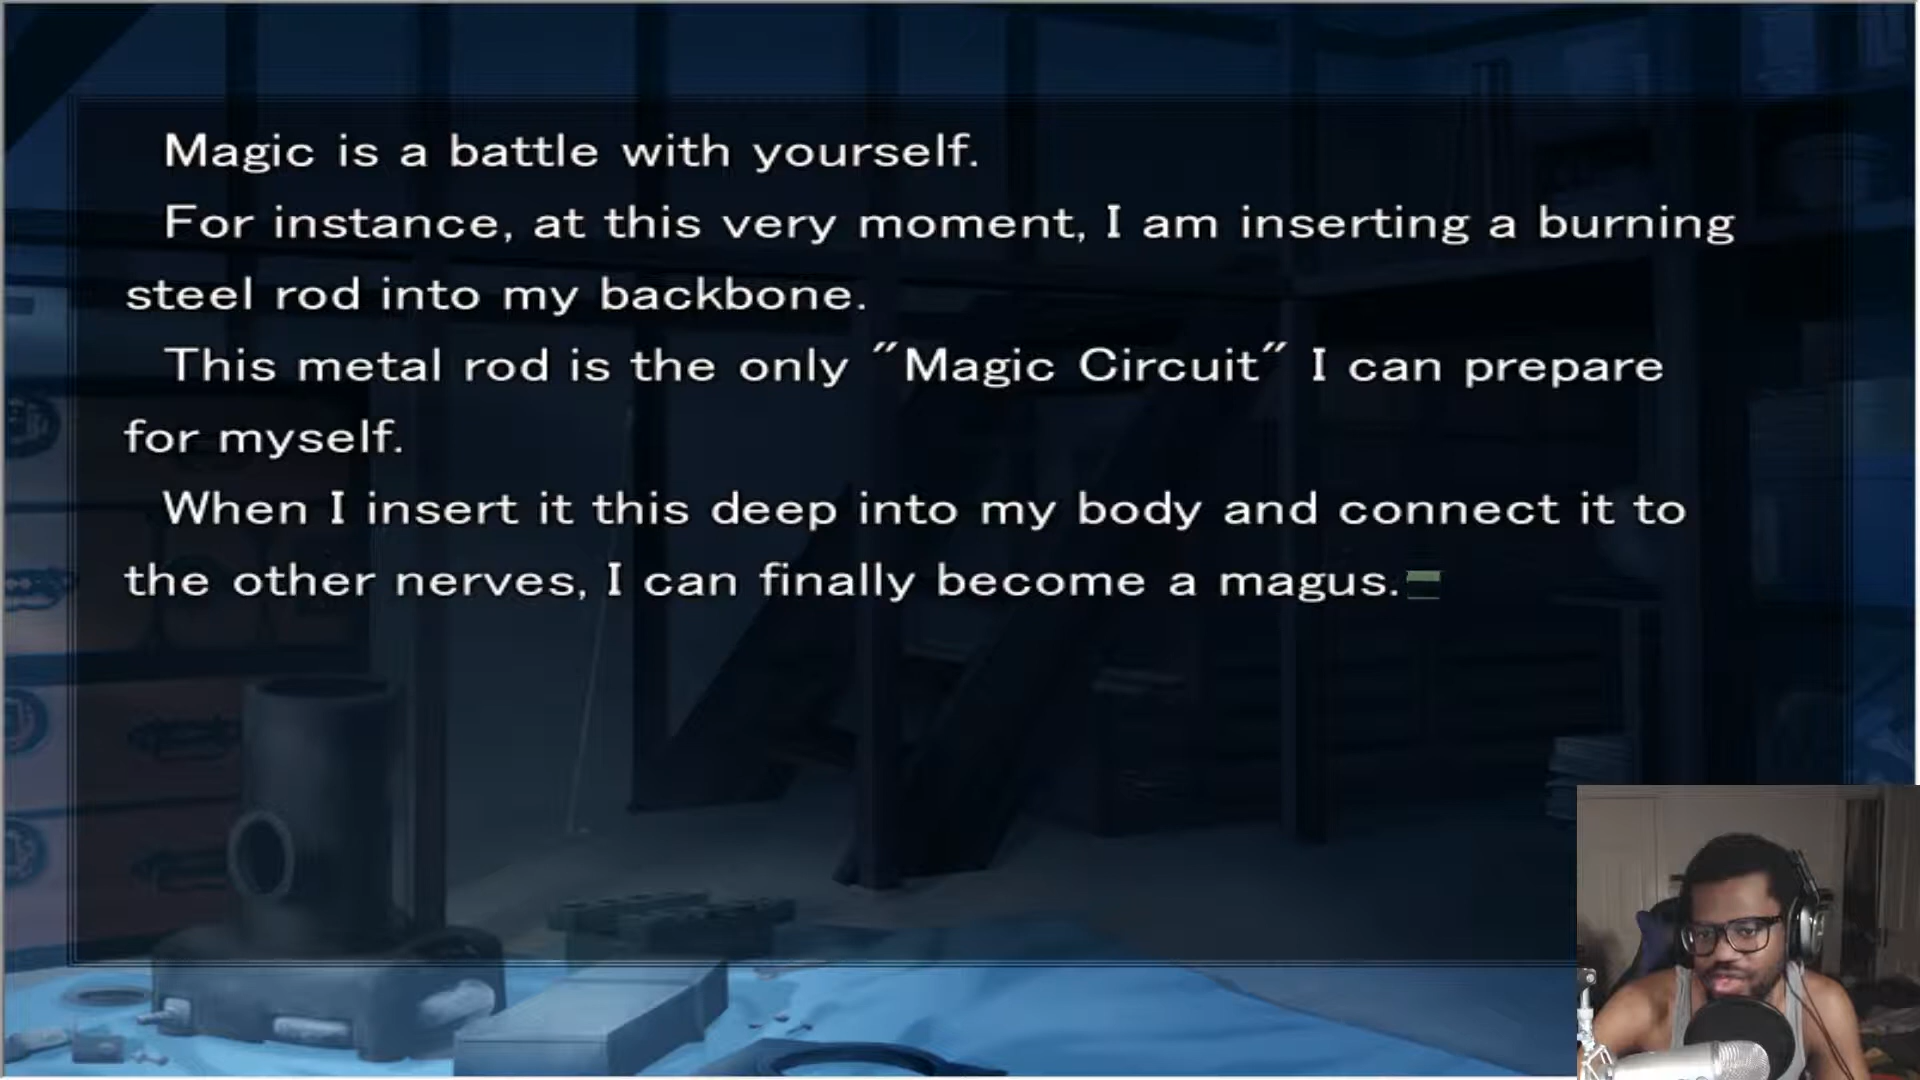 Magic is a battle with yourself.
For instance, at this very moment, I am inserting a burning
steel rod into my backbone.
This metal rod is the only "Magic Circuit" I can prepare
for myself.
When I insert it this deep into my body and connect it to
the other nerves, I can finally become a magus.